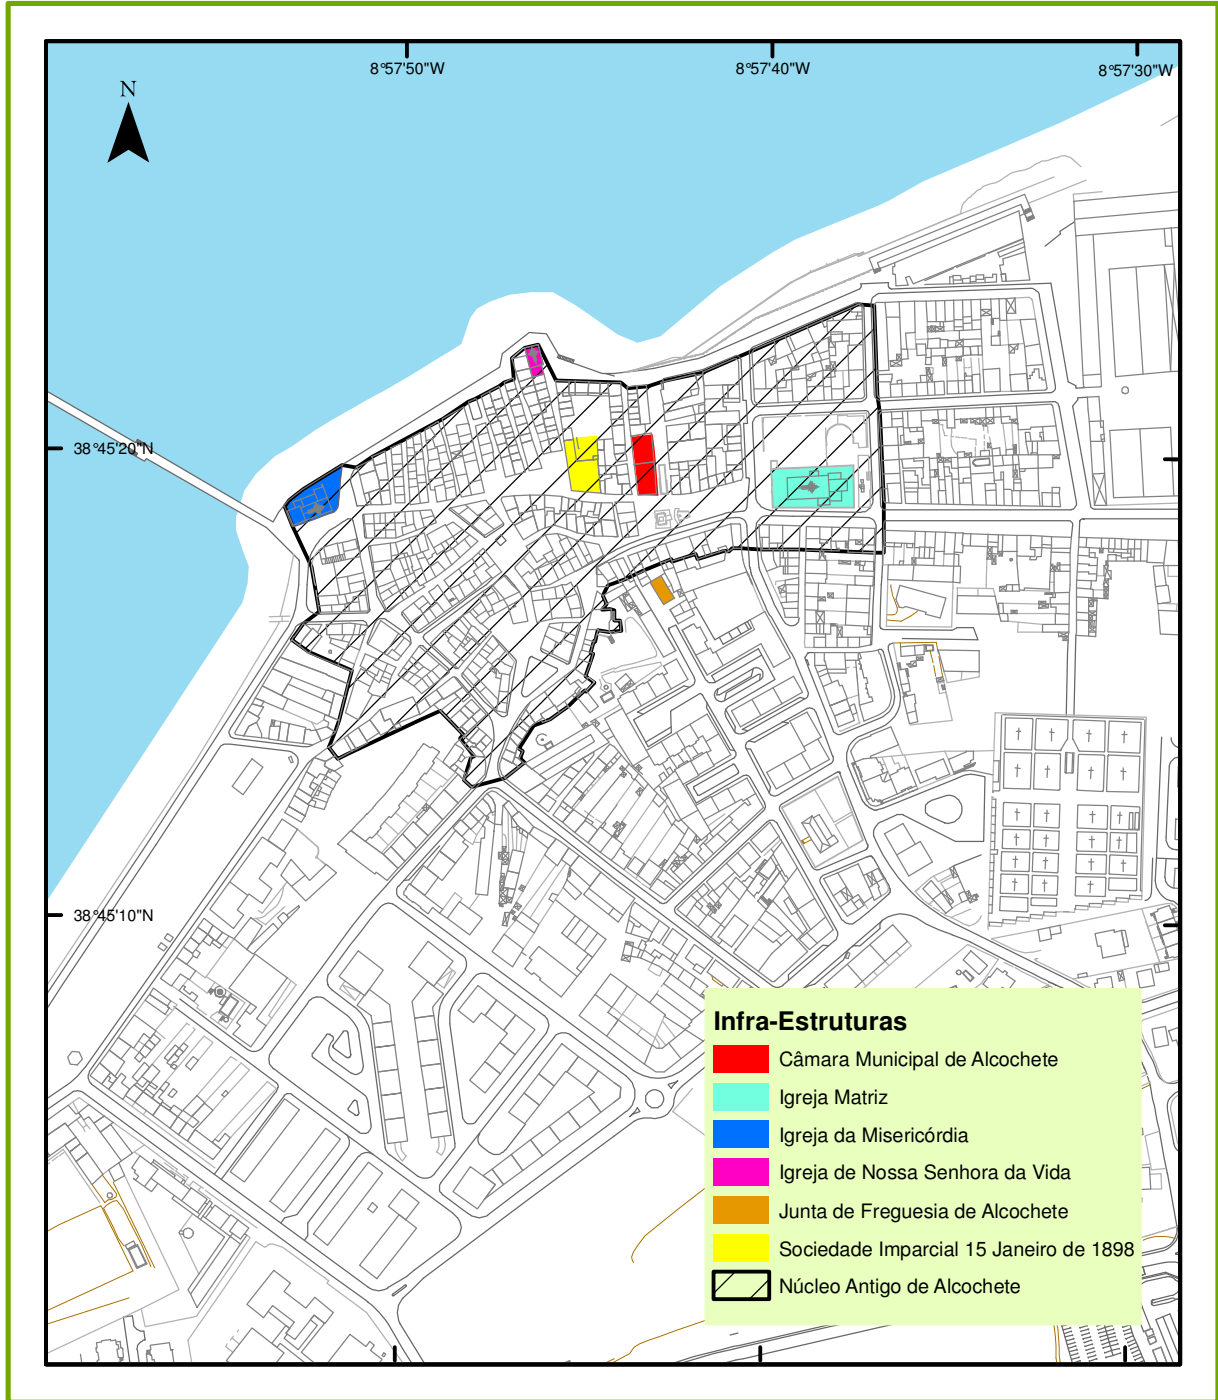 8°57'50"W
8°57'40"W
8°57'30"W
N
38°45'20"N
38°45'10"N
Infra-Estruturas
Câmara Municipal de Alcochete
Igreja Matriz
Igreja da Misericórdia
Igreja de Nossa Senhora da Vida
Junta de Freguesia de Alcochete
Sociedade Imparcial 15 Janeiro de 1898
Núcleo Antigo de Alcochete